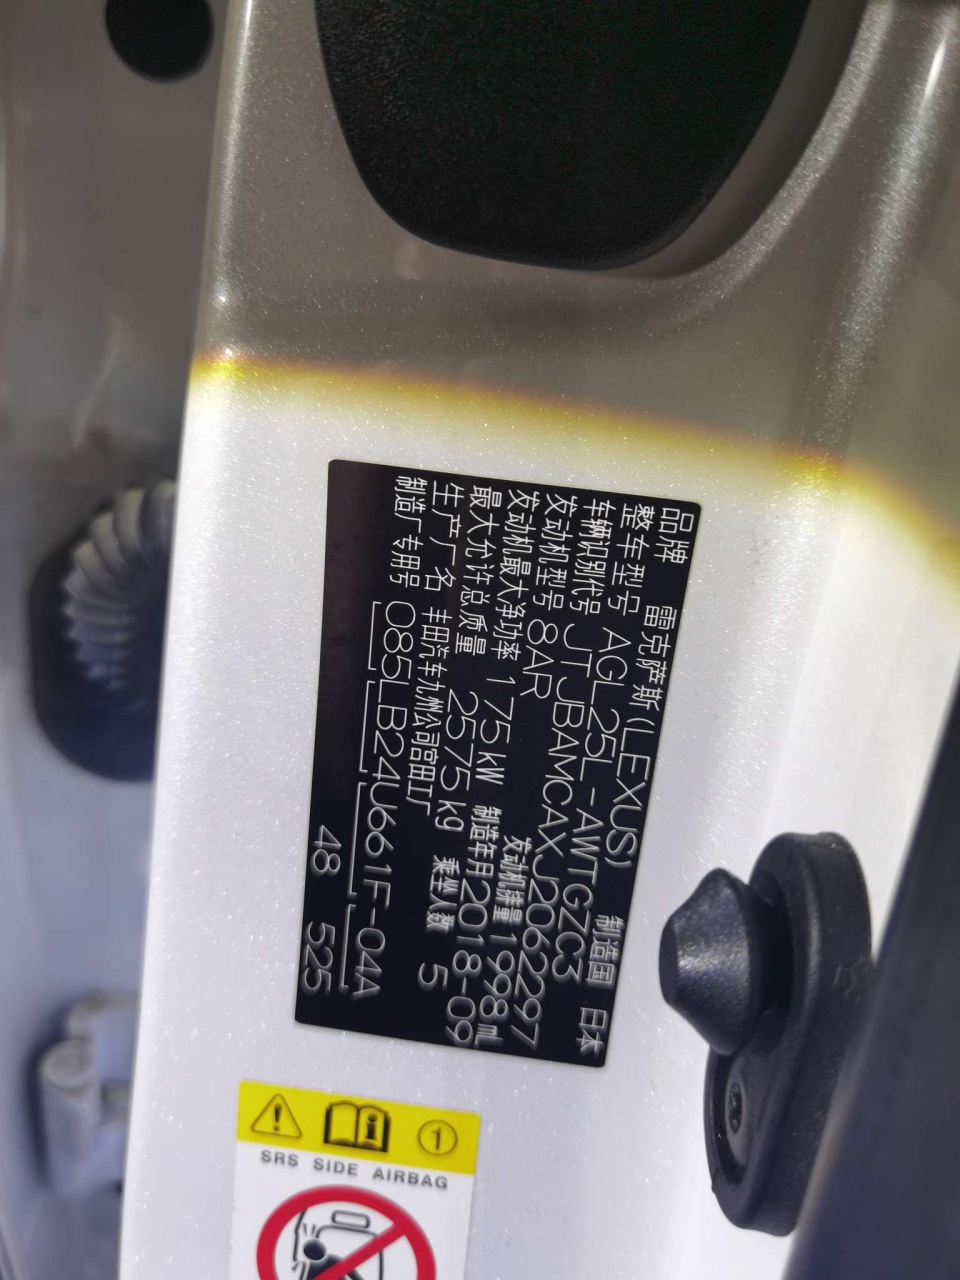 品牌 雷克萨斯(LEXUS) 制造国 日本
整车型号 AGL25L-AWTGZC3
车辆识别代号 JTJBAMCAXJ2062297
发动机型号 8AR 发动机排量 1998mL
发动机最大净功率 175kW 制造年月 2018-09
最大允许总质量 2575kg 乘坐人数 5
生产厂名 丰田汽车九州公司宫田工厂
制造厂专用号 085LB24U661F-04A
48 525
1
SRS SIDE AIRBAG